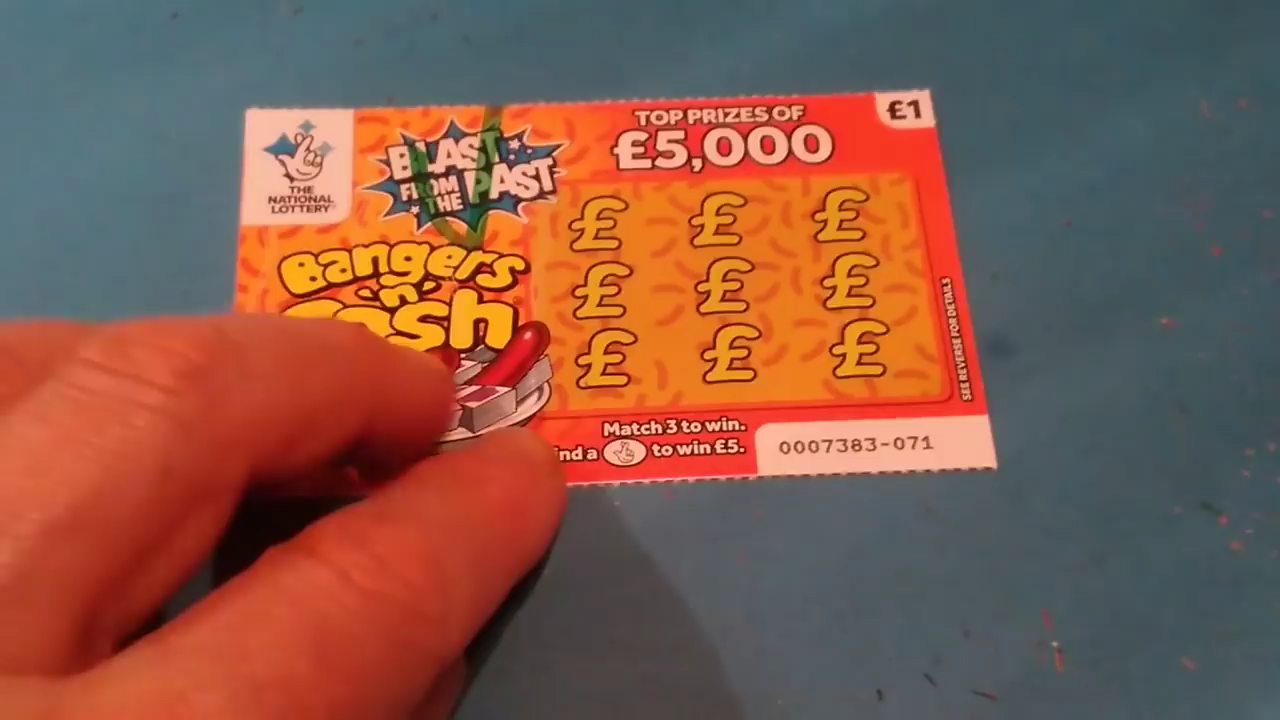 THE
NATIONAL
LOTTERY
BLAST
FROM
THE PAST
Bangers
'n'
TOP PRIZES OF
£5,000
£1
£ £ £
£ £ £
£ £ £
SEE REVERSE FOR DETAILS
Match 3 to win.
a to win £5.
0007383-071